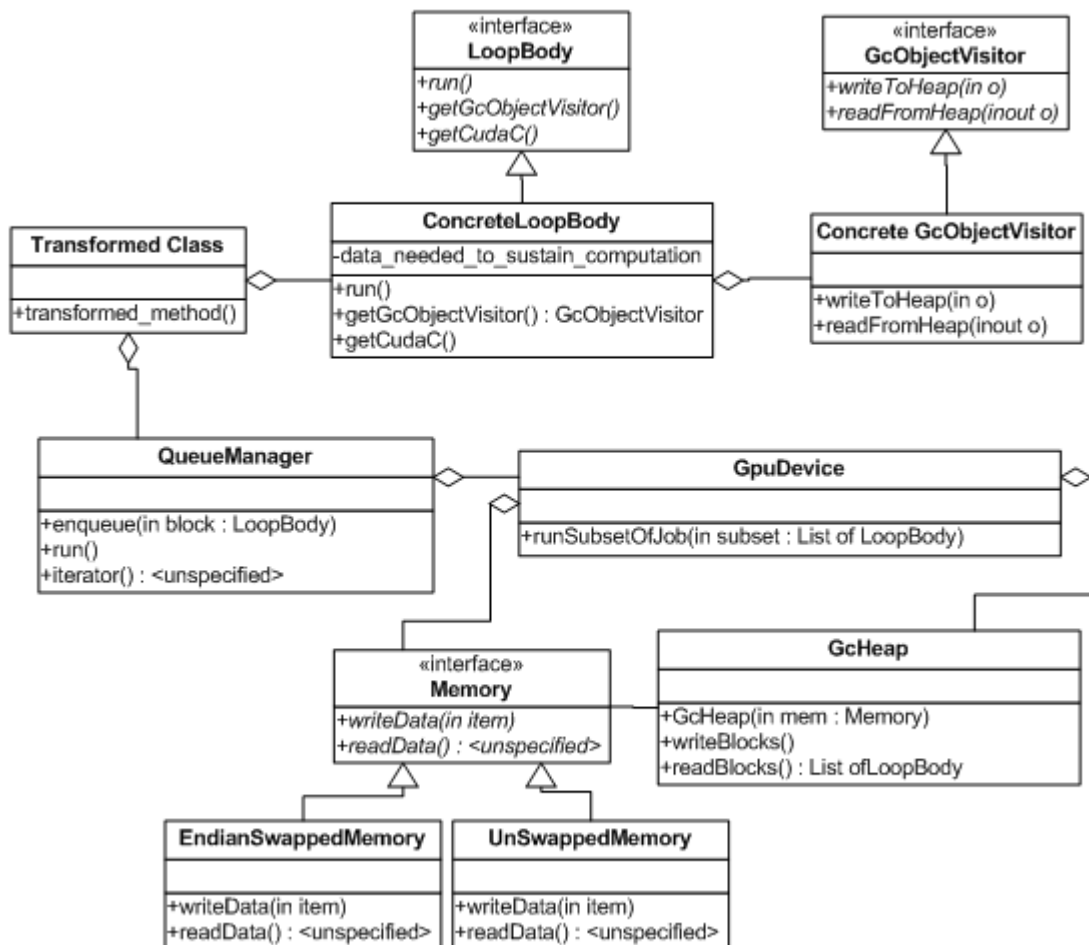 «interface»
LoopBody
+run()
+getGcObjectVisitor()
+getCudaC()
«interface»
GcObjectVisitor
+writeToHeap(in o)
+readFromHeap(inout o)
Transformed Class
+transformed_method()
ConcreteLoopBody
-data_needed_to_sustain_computation
+run()
+getGcObjectVisitor() : GcObjectVisitor
+getCudaC()
Concrete GcObjectVisitor
+writeToHeap(in o)
+readFromHeap(inout o)
QueueManager
+enqueue(in block : LoopBody)
+run()
+iterator() : <unspecified>
GpuDevice
+runSubsetOfJob(in subset : List of LoopBody)
«interface»
Memory
+writeData(in item)
+readData() : <unspecified>
GcHeap
+GcHeap(in mem : Memory)
+writeBlocks()
+readBlocks() : List ofLoopBody
EndianSwappedMemory
+writeData(in item)
+readData() : <unspecified>
UnSwappedMemory
+writeData(in item)
+readData() : <unspecified>